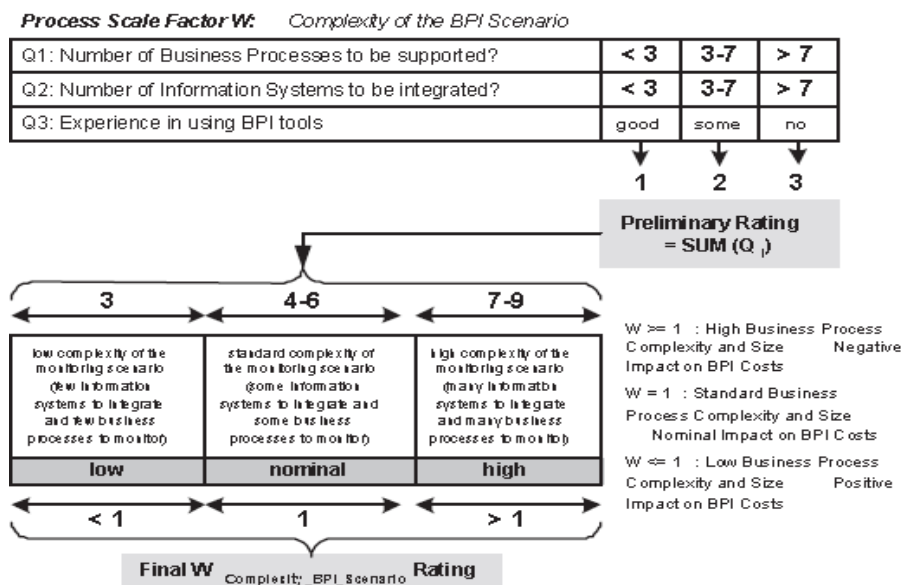 Process Scale Factor W: Complexity of the BPI Scenario
Q1: Number of Business Processes to be supported? < 3 3-7 > 7
Q2: Number of Information Systems to be integrated? < 3 3-7 > 7
Q3: Experience in using BPI tools good some no
1 2 3
Preliminary Rating
= SUM (Q i)
3 4-6 7-9
low complexity of the
monitoring scenario
(few information
systems to integrate
and few business
processes to monitor)
low
standard complexity of
the monitoring scenario
(some information
systems to integrate and
some business
processes to monitor)
nominal
high complexity of the
monitoring scenario
(many information
systems to integrate
and many business
processes to monitor)
high
< 1 1 > 1
Final W Complexity_BPI_Scenario Rating
W >= 1 : High Business Process
Complexity and Size Negative
Impact on BPI Costs
W = 1 : Standard Business
Process Complexity and Size
Nominal Impact on BPI Costs
W <= 1 : Low Business Process
Complexity and Size Positive
Impact on BPI Costs